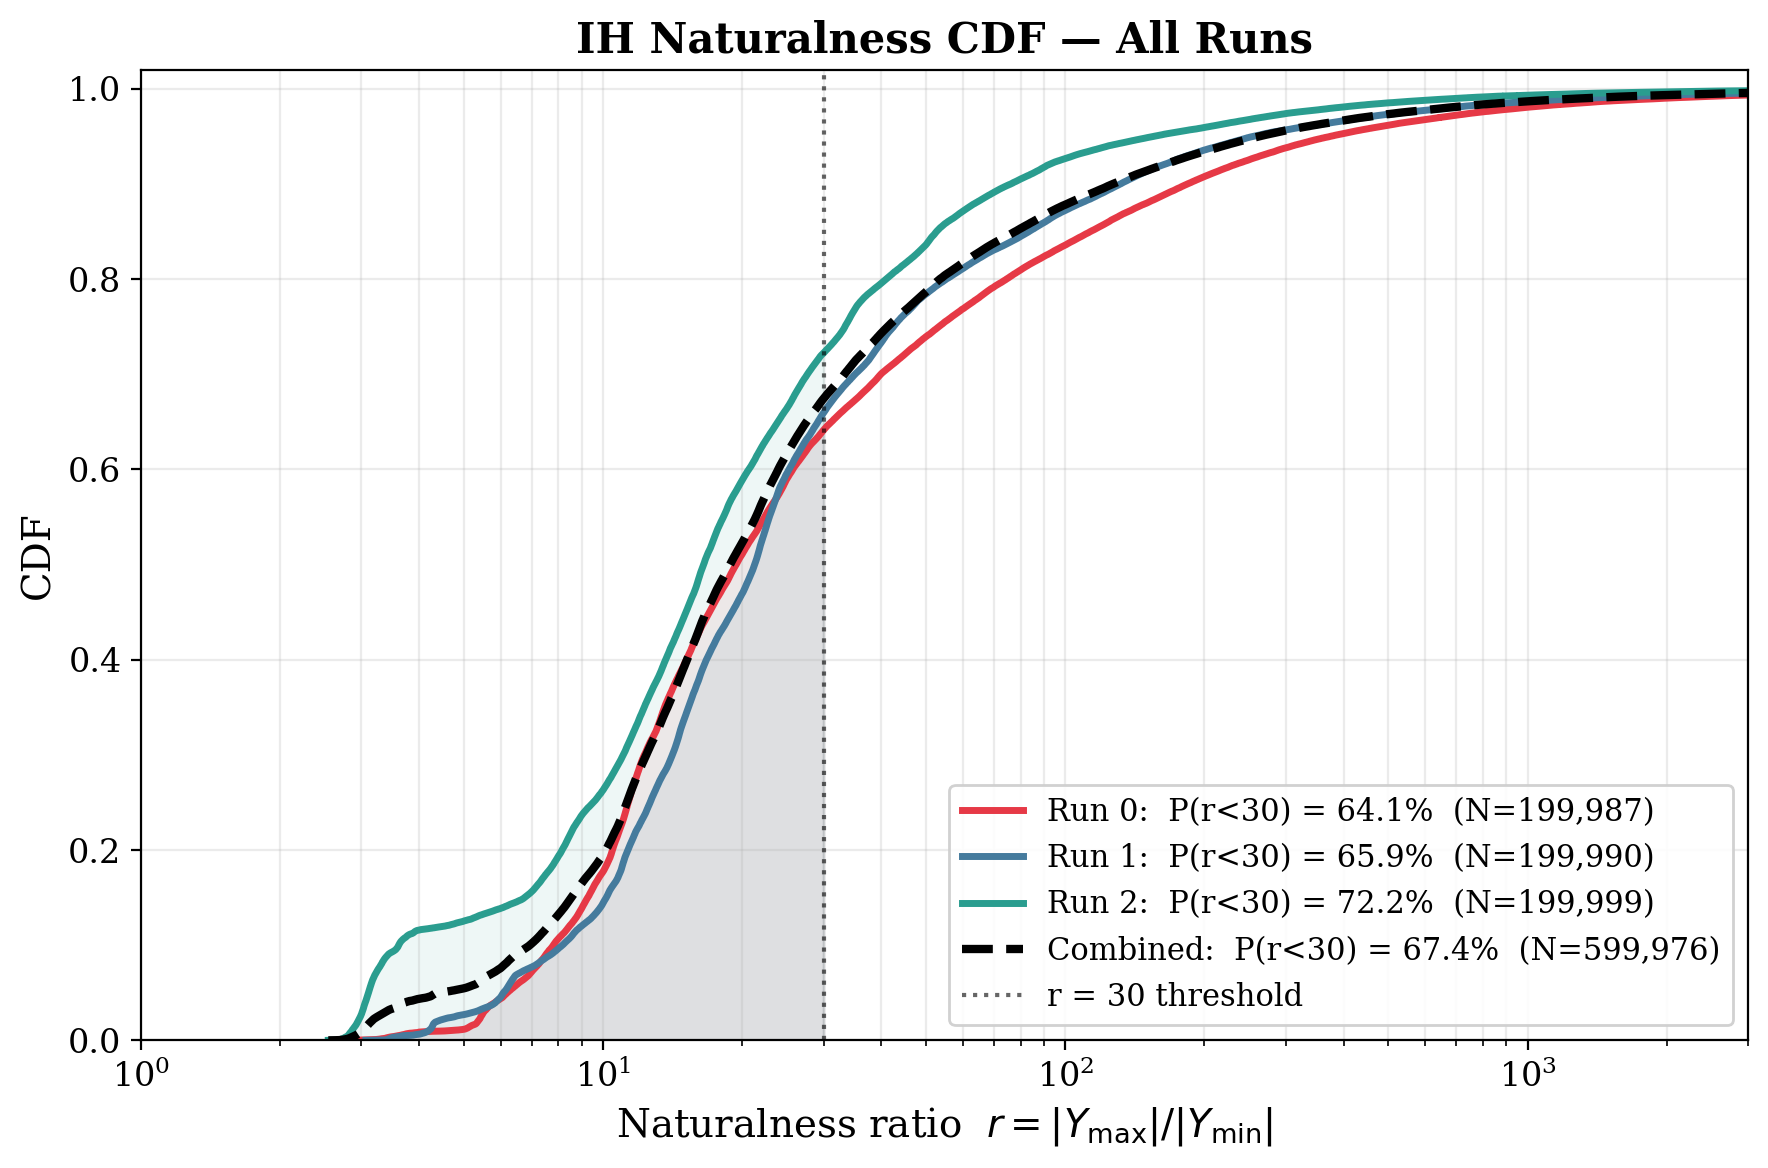 IH Naturalness CDF — All Runs
1.0
0.8
0.6
0.4
0.2
0.0
CDF
10⁰
10¹
10²
10³
Naturalness ratio r = |Y_max|/|Y_min|
Run 0: P(r<30) = 64.1% (N=199,987)
Run 1: P(r<30) = 65.9% (N=199,990)
Run 2: P(r<30) = 72.2% (N=199,999)
Combined: P(r<30) = 67.4% (N=599,976)
r = 30 threshold